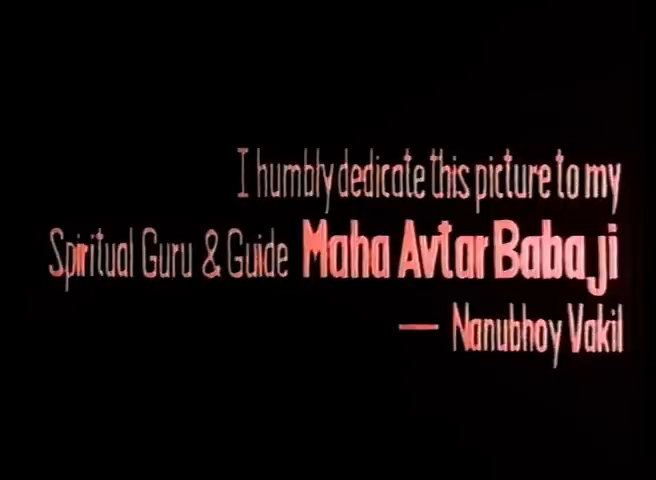 I humbly dedicate this picture to my
Spiritual Guru & Guide Maha Avtar Babaji
— Nanubhoy Vakil